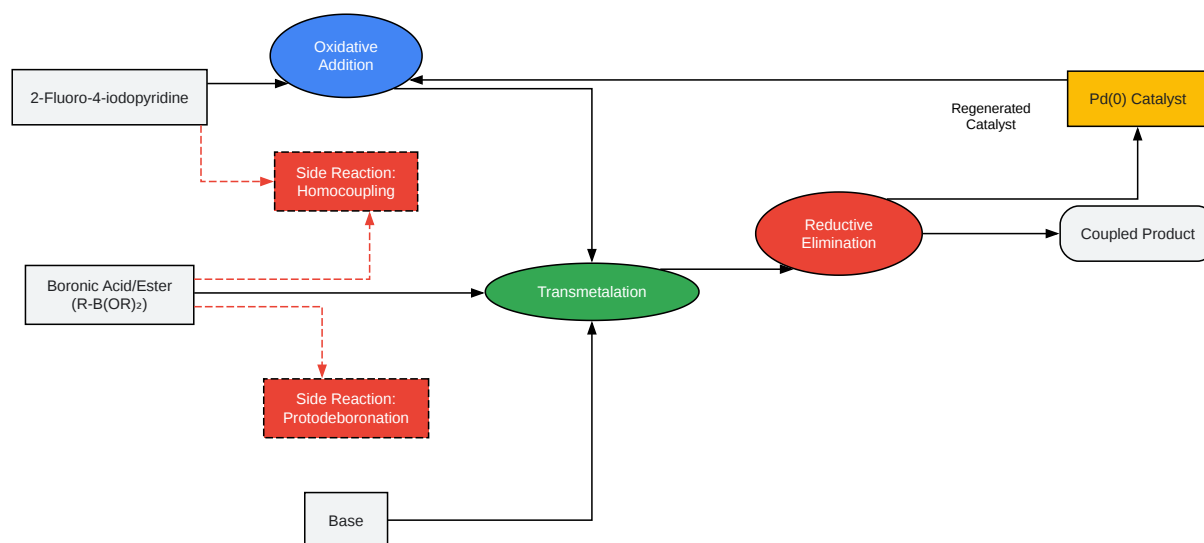 Oxidative
Addition
2-Fluoro-4-iodopyridine
Pd(0) Catalyst
Regenerated
Catalyst
Side Reaction:
Homocoupling
Reductive
Elimination
Coupled Product
Boronic Acid/Ester
(R-B(OR)₂)
Transmetalation
Side Reaction:
Protodeboronation
Base